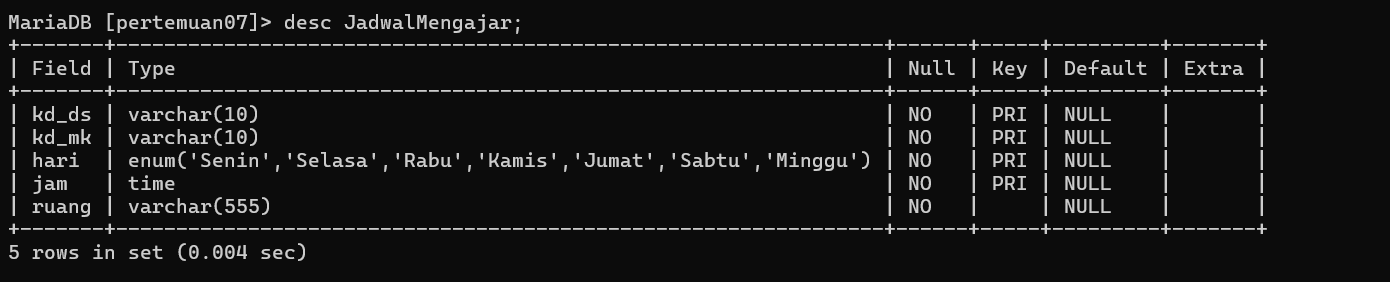 MariaDB [pertemuan07]> desc JadwalMengajar;
+-------+----------------------------------------------------------------+------+-----+---------+-------+
| Field | Type                                                           | Null | Key | Default | Extra |
+-------+----------------------------------------------------------------+------+-----+---------+-------+
| kd_ds | varchar(10)                                                    | NO   | PRI | NULL    |       |
| kd_mk | varchar(10)                                                    | NO   | PRI | NULL    |       |
| hari  | enum('Senin','Selasa','Rabu','Kamis','Jumat','Sabtu','Minggu') | NO   | PRI | NULL    |       |
| jam   | time                                                           | NO   | PRI | NULL    |       |
| ruang | varchar(555)                                                   | NO   |     | NULL    |       |
+-------+----------------------------------------------------------------+------+-----+---------+-------+
5 rows in set (0.004 sec)